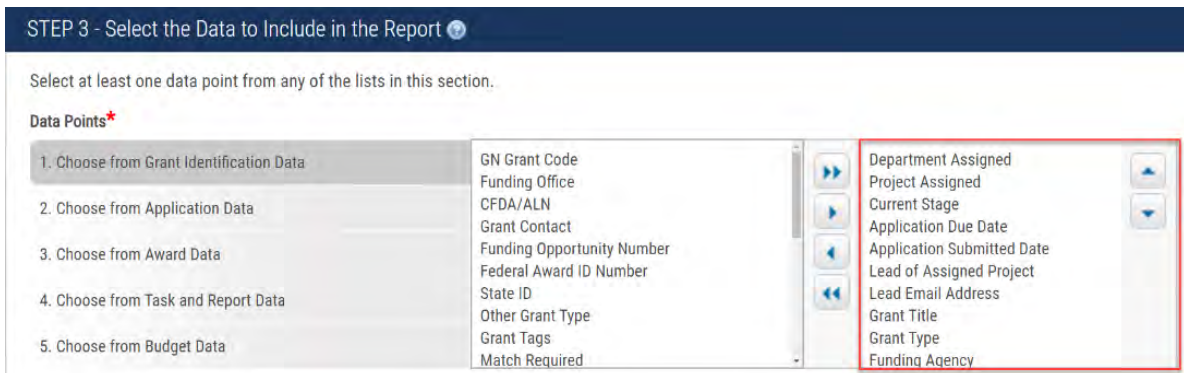 STEP 3 - Select the Data to Include in the Report ?
Select at least one data point from any of the lists in this section.
Data Points*
1. Choose from Grant Identification Data
2. Choose from Application Data
3. Choose from Award Data
4. Choose from Task and Report Data
5. Choose from Budget Data
GN Grant Code
Funding Office
CFDA/ALN
Grant Contact
Funding Opportunity Number
Federal Award ID Number
State ID
Other Grant Type
Grant Tags
Match Required
Department Assigned
Project Assigned
Current Stage
Application Due Date
Application Submitted Date
Lead of Assigned Project
Lead Email Address
Grant Title
Grant Type
Funding Agency